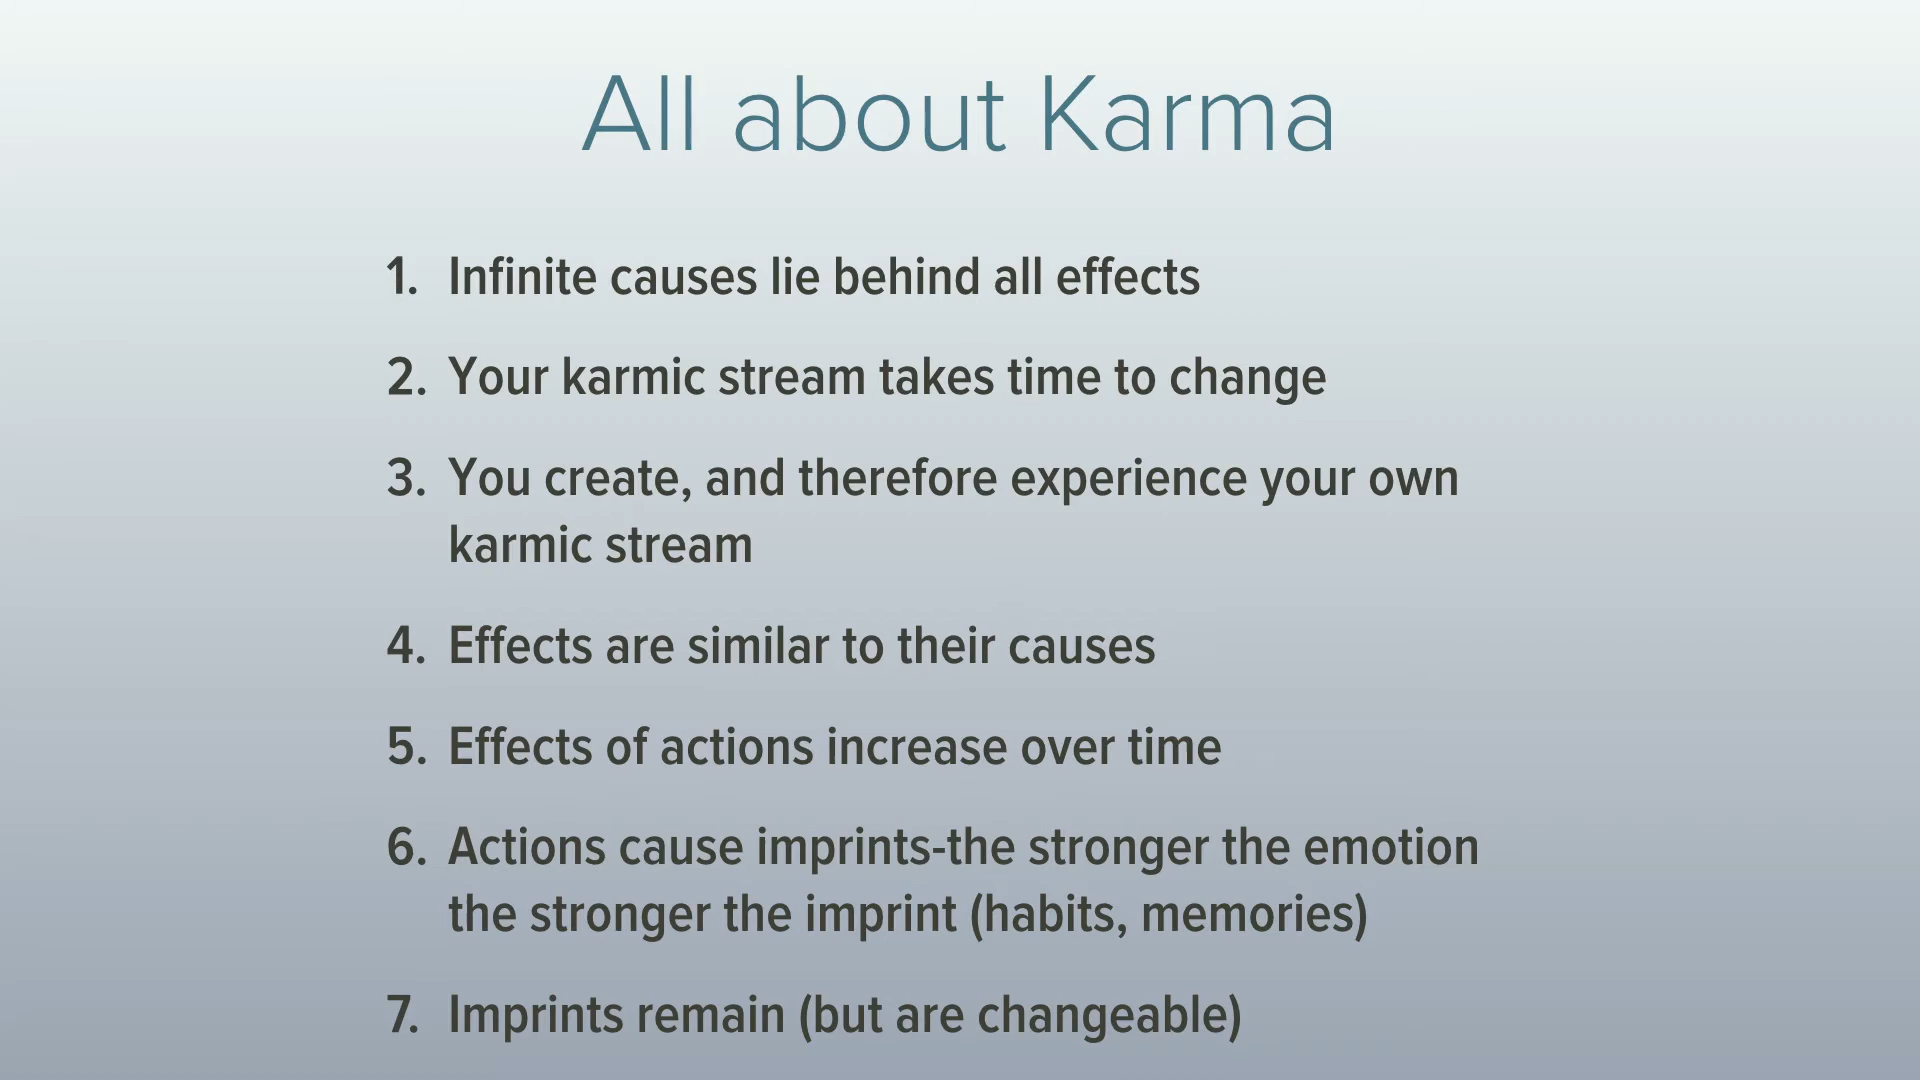 All about Karma
1. Infinite causes lie behind all effects
2. Your karmic stream takes time to change
3. You create, and therefore experience your own
karmic stream
4. Effects are similar to their causes
5. Effects of actions increase over time
6. Actions cause imprints-the stronger the emotion
the stronger the imprint (habits, memories)
7. Imprints remain (but are changeable)